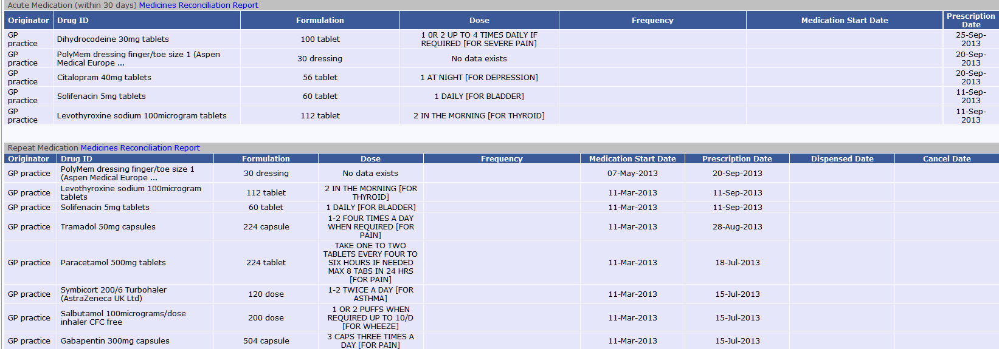 Acute Medication (within 30 days) Medicines Reconciliation Report
Originator Drug ID Formulation Dose Frequency Medication Start Date Prescription Date
GP practice Dihydrocodeine 30mg tablets 100 tablet 1 0R 2 UP TO 4 TIMES DAILY IF REQUIRED [FOR SEVERE PAIN] 25-Sep-2013
GP practice PolyMem dressing finger/toe size 1 (Aspen Medical Europe ... 30 dressing No data exists 20-Sep-2013
GP practice Citalopram 40mg tablets 56 tablet 1 AT NIGHT [FOR DEPRESSION] 20-Sep-2013
GP practice Solifenacin 5mg tablets 60 tablet 1 DAILY [FOR BLADDER] 11-Sep-2013
GP practice Levothyroxine sodium 100microgram tablets 112 tablet 2 IN THE MORNING [FOR THYROID] 11-Sep-2013
Repeat Medication Medicines Reconciliation Report
Originator Drug ID Formulation Dose Frequency Medication Start Date Prescription Date Dispensed Date Cancel Date
GP practice PolyMem dressing finger/toe size 1 (Aspen Medical Europe ... 30 dressing No data exists 07-May-2013 20-Sep-2013
GP practice Levothyroxine sodium 100microgram tablets 112 tablet 2 IN THE MORNING [FOR THYROID] 11-Mar-2013 11-Sep-2013
GP practice Solifenacin 5mg tablets 60 tablet 1 DAILY [FOR BLADDER] 11-Mar-2013 11-Sep-2013
GP practice Tramadol 50mg capsules 224 capsule 1-2 FOUR TIMES A DAY WHEN REQUIRED [FOR PAIN] 11-Mar-2013 28-Aug-2013
GP practice Paracetamol 500mg tablets 224 tablet TAKE ONE TO TWO TABLETS EVERY FOUR TO SIX HOURS IF NEEDED MAX 8 TABS IN 24 HRS [FOR PAIN] 11-Mar-2013 18-Jul-2013
GP practice Symbicort 200/6 Turbohaler (AstraZeneca UK Ltd) 120 dose 1-2 TWICE A DAY [FOR ASTHMA] 11-Mar-2013 15-Jul-2013
GP practice Salbutamol 100micrograms/dose inhaler CFC free 200 dose 1 OR 2 PUFFS WHEN REQUIRED UP TO 10/D [FOR WHEEZE] 11-Mar-2013 15-Jul-2013
GP practice Gabapentin 300mg capsules 504 capsule 3 CAPS THREE TIMES A DAY [FOR PAIN] 11-Mar-2013 15-Jul-2013